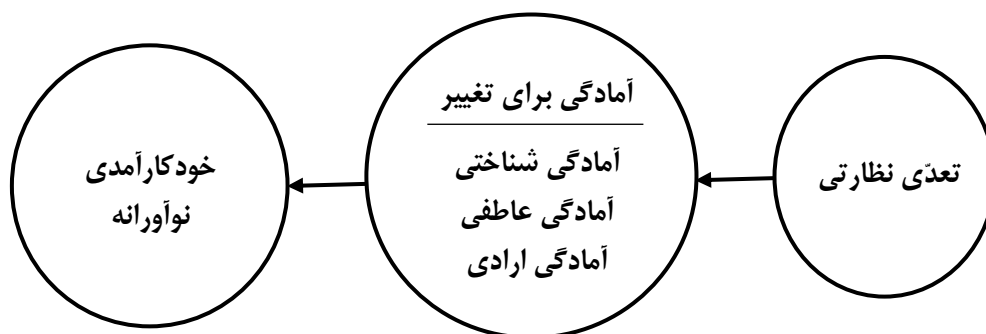 تعدّی نظارتی
آمادگی برای تغییر
آمادگی شناختی
آمادگی عاطفی
آمادگی ارادی
خودکارآمدی
نوآورانه